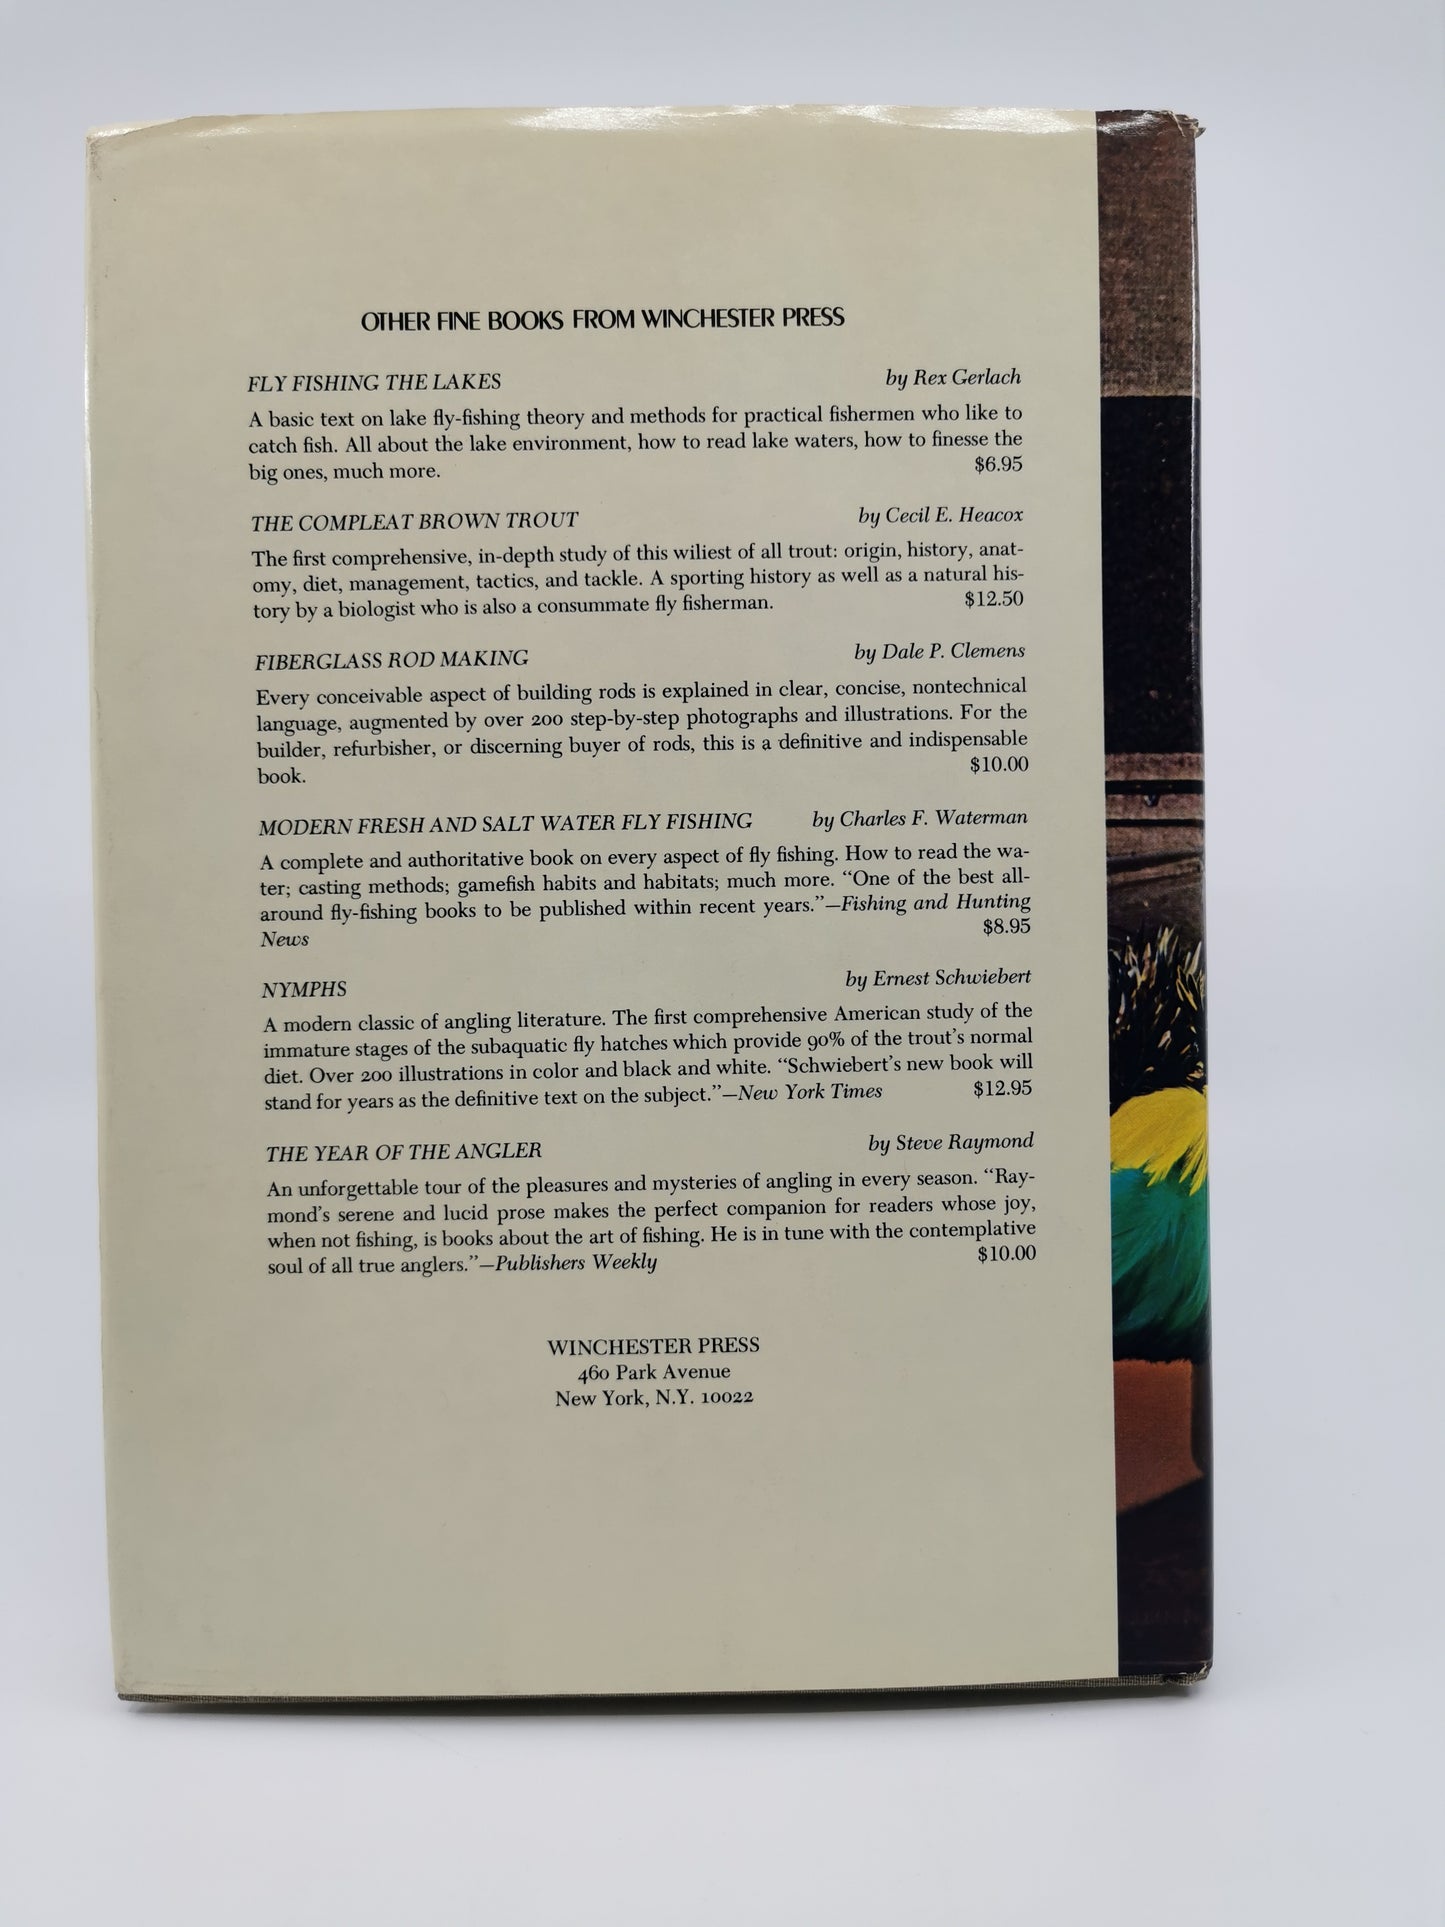 OTHER FINE BOOKS FROM WINCHESTER PRESS
FLY FISHING THE LAKES by Rex Gerlach
A basic text on lake fly-fishing theory and methods for practical fishermen who like to
catch fish. All about the lake environment, how to read lake waters, how to finesse the
big ones, much more. $6.95
THE COMPLEAT BROWN TROUT by Cecil E. Heacox
The first comprehensive, in-depth study of this wiliest of all trout: origin, history, anat-
omy, diet, management, tactics, and tackle. A sporting history as well as a natural his-
tory by a biologist who is also a consummate fly fisherman. $12.50
FIBERGLASS ROD MAKING by Dale P. Clemens
Every conceivable aspect of building rods is explained in clear, concise, nontechnical
language, augmented by over 200 step-by-step photographs and illustrations. For the
builder, refurbisher, or discerning buyer of rods, this is a definitive and indispensable
book. $10.00
MODERN FRESH AND SALT WATER FLY FISHING by Charles F. Waterman
A complete and authoritative book on every aspect of fly fishing. How to read the wa-
ter; casting methods; gamefish habits and habitats; much more. “One of the best all-
around fly-fishing books to be published within recent years.”—Fishing and Hunting
News $8.95
NYMPHS by Ernest Schwiebert
A modern classic of angling literature. The first comprehensive American study of the
immature stages of the subaquatic fly hatches which provide 90% of the trout’s normal
diet. Over 200 illustrations in color and black and white. “Schwiebert’s new book will
stand for years as the definitive text on the subject.”—New York Times $12.95
THE YEAR OF THE ANGLER by Steve Raymond
An unforgettable tour of the pleasures and mysteries of angling in every season. “Ray-
mond’s serene and lucid prose makes the perfect companion for readers whose joy,
when not fishing, is books about the art of fishing. He is in tune with the contemplative
soul of all true anglers.”—Publishers Weekly $10.00
WINCHESTER PRESS
460 Park Avenue
New York, N.Y. 10022